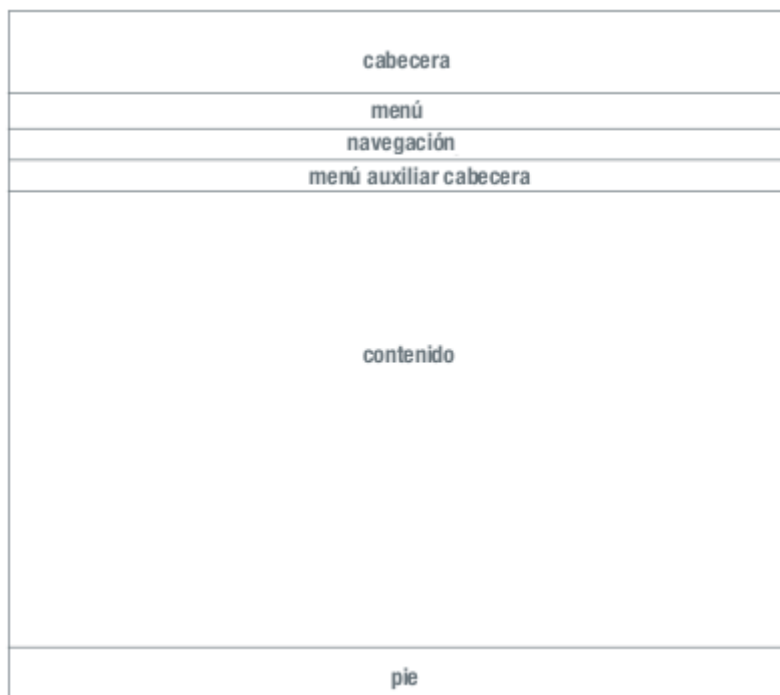 cabecera
menú
navegación
menú auxiliar cabecera
contenido
pie